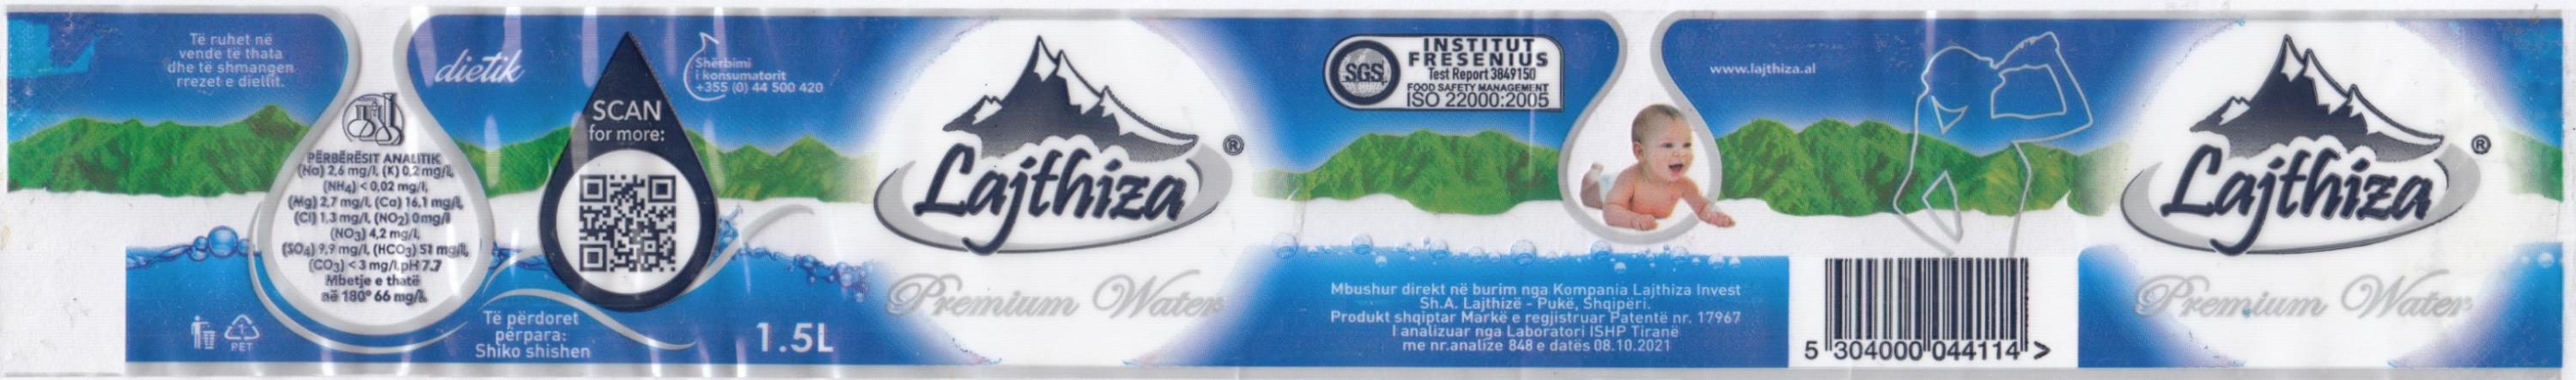 Të ruhet në
vende të thata
dhe të shmangen
rrezet e diellit.
PËRBËRËSIT ANALITIK
(Na) 2,6 mg/l, (K) 0,2 mg/l,
(NH4) < 0,02 mg/l,
(Mg) 2,7 mg/l, (Ca) 16,1 mg/l,
(Cl) 1,3 mg/l, (NO2) 0mg/l
(NO3) 4,2 mg/l,
(SO4) 9,9 mg/l, (HCO3) 51 mg/l,
(CO3) < 3 mg/l.pH 7.7
Mbetje e thatë
në 180° 66 mg/l.
1
PET
dietik
SCAN
for more:
Të përdoret
përpara:
Shiko shishen
Shërbimi
i konsumatorit
+355 (0) 44 500 420
1.5L
Lajthiza ®
Premium Water
SGS
INSTITUT
FRESENIUS
Test Report 3849150
FOOD SAFETY MANAGEMENT
ISO 22000:2005
Mbushur direkt në burim nga Kompania Lajthiza Invest
Sh.A. Lajthizë - Pukë, Shqipëri.
Produkt shqiptar Markë e regjistruar Patentë nr. 17967
I analizuar nga Laboratori ISHP Tiranë
me nr.analize 848 e datës 08.10.2021
www.lajthiza.al
5 304000 044114 >
Lajthiza ®
Premium Water